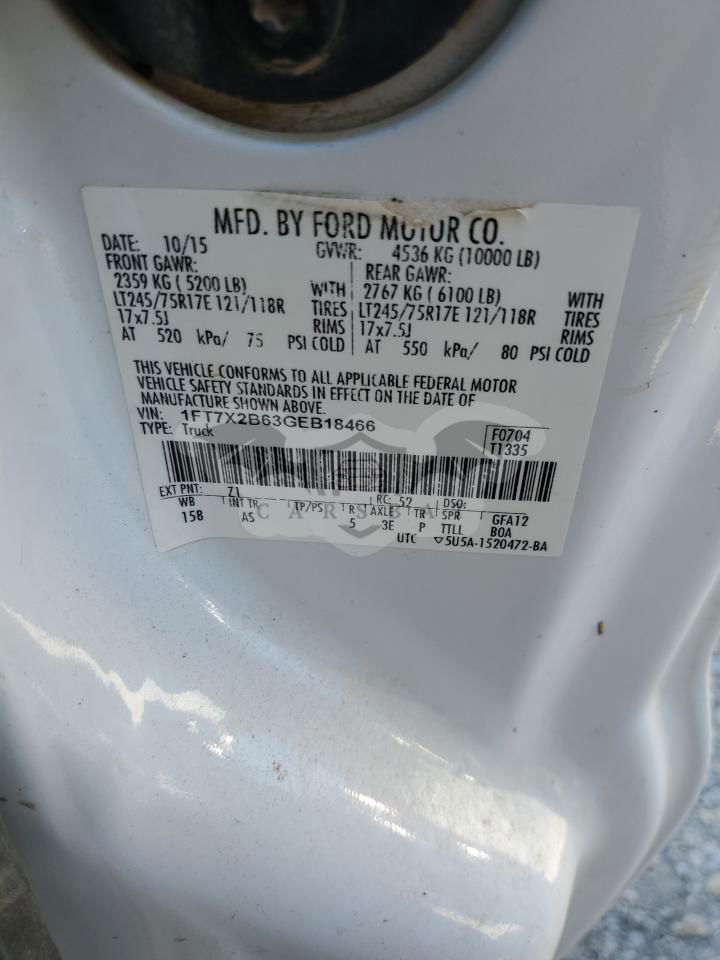 MFD. BY FORD MOTOR CO.
DATE: 10/15 GVWR: 4536 KG (10000 LB)
FRONT GAWR: REAR GAWR:
2359 KG ( 5200 LB) WITH 2767 KG ( 6100 LB) WITH
LT245/75R17E 121/118R TIRES LT245/75R17E 121/118R TIRES
17x7.5J RIMS 17x7.5J RIMS
AT 520 kPa/ 75 PSI COLD AT 550 kPa/ 80 PSI COLD
THIS VEHICLE CONFORMS TO ALL APPLICABLE FEDERAL MOTOR
VEHICLE SAFETY STANDARDS IN EFFECT ON THE DATE OF
MANUFACTURE SHOWN ABOVE.
VIN: 1FT7X2B63GEB18466
TYPE: Truck F0704
T1335
EXT PNT: Z1 RC: 52 DSO:
WB INT TR TP/PS R AXLE TR SPR GFA12
158 AS 5 3E P TTLL BOA
UTC ▽5U5A-1520472-BA